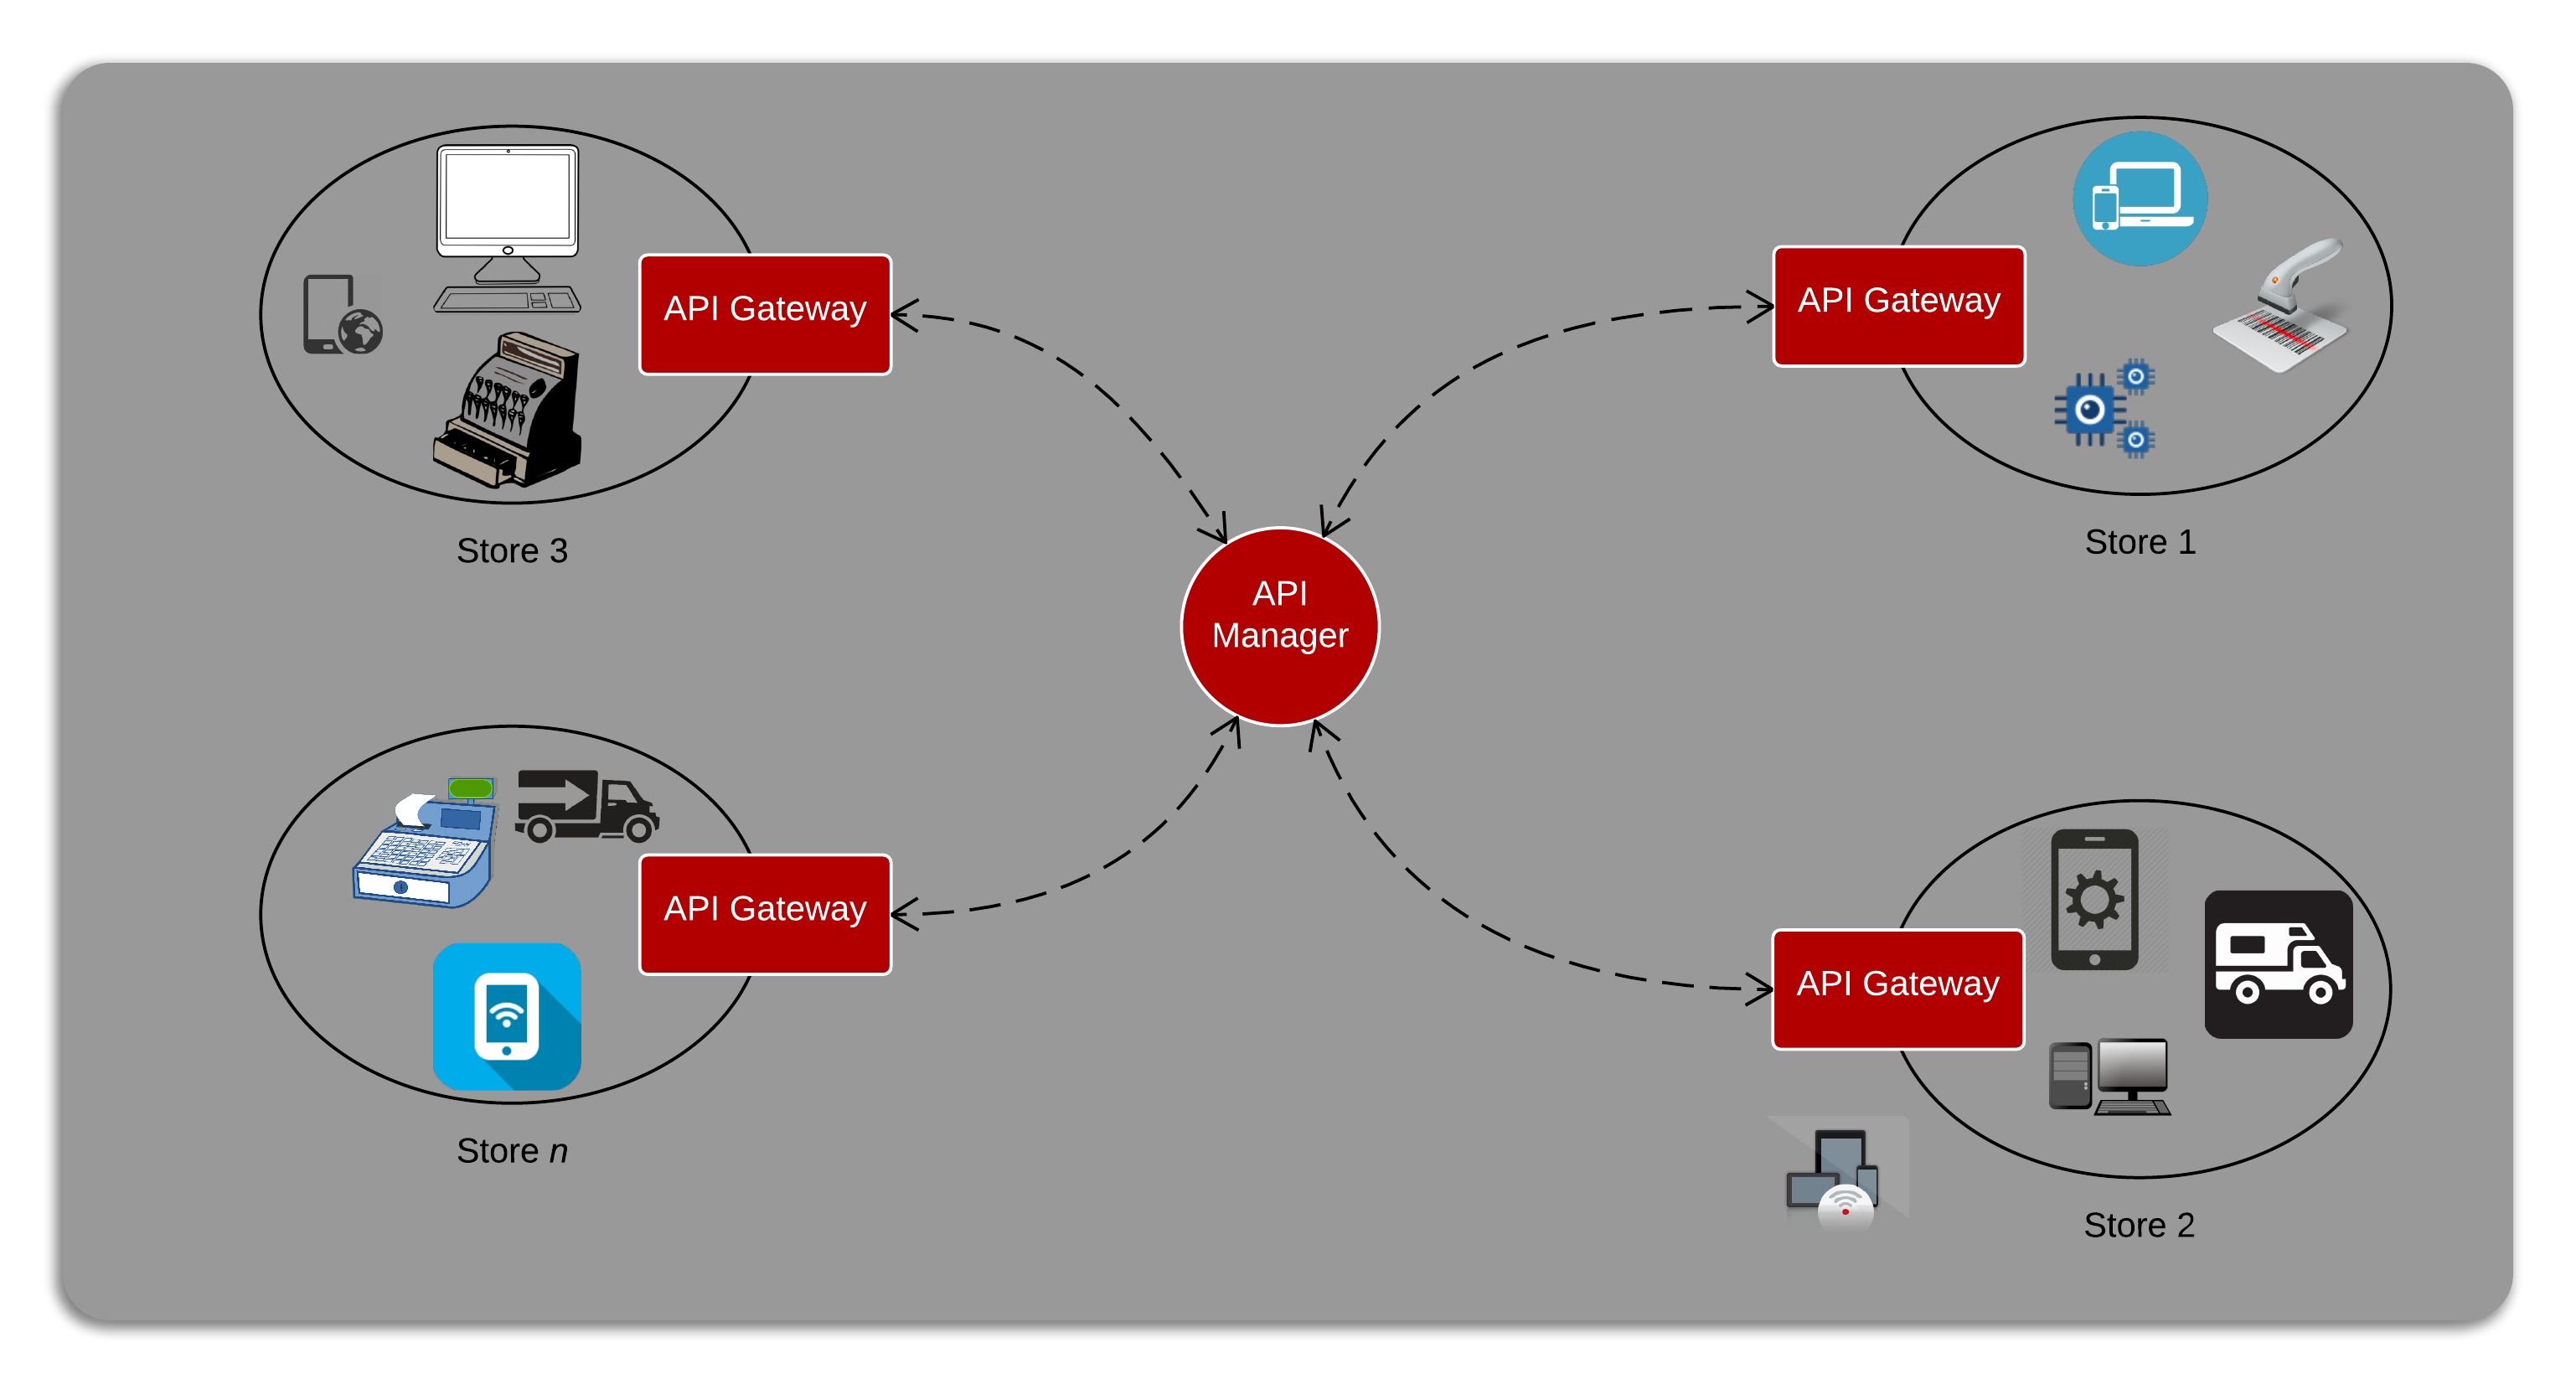 API Gateway
Store 3
API Gateway
Store 1
API
Manager
API Gateway
Store n
API Gateway
Store 2